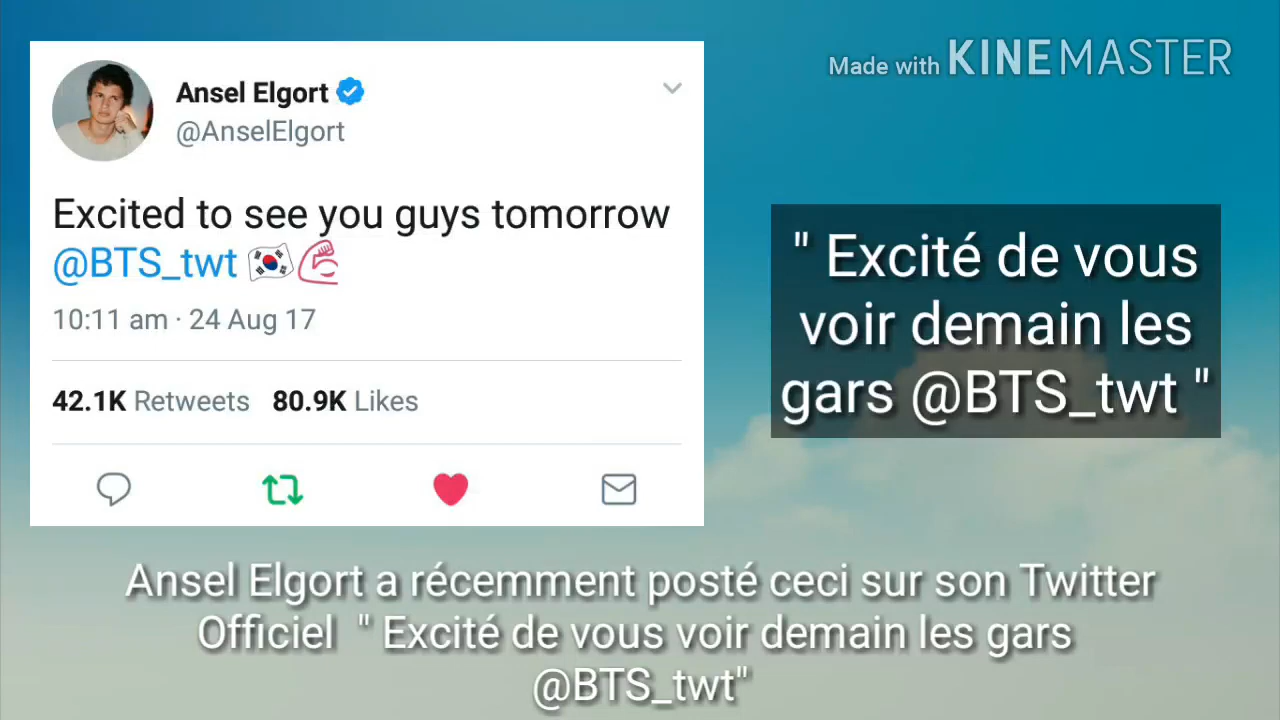 Made with KINEMASTER
Ansel Elgort
@AnselElgort
Excited to see you guys tomorrow
@BTS_twt 🇰🇷💪
10:11 am · 24 Aug 17
42.1K Retweets 80.9K Likes
" Excité de vous
voir demain les
gars @BTS_twt "
Ansel Elgort a récemment posté ceci sur son Twitter
Officiel " Excité de vous voir demain les gars
@BTS_twt"